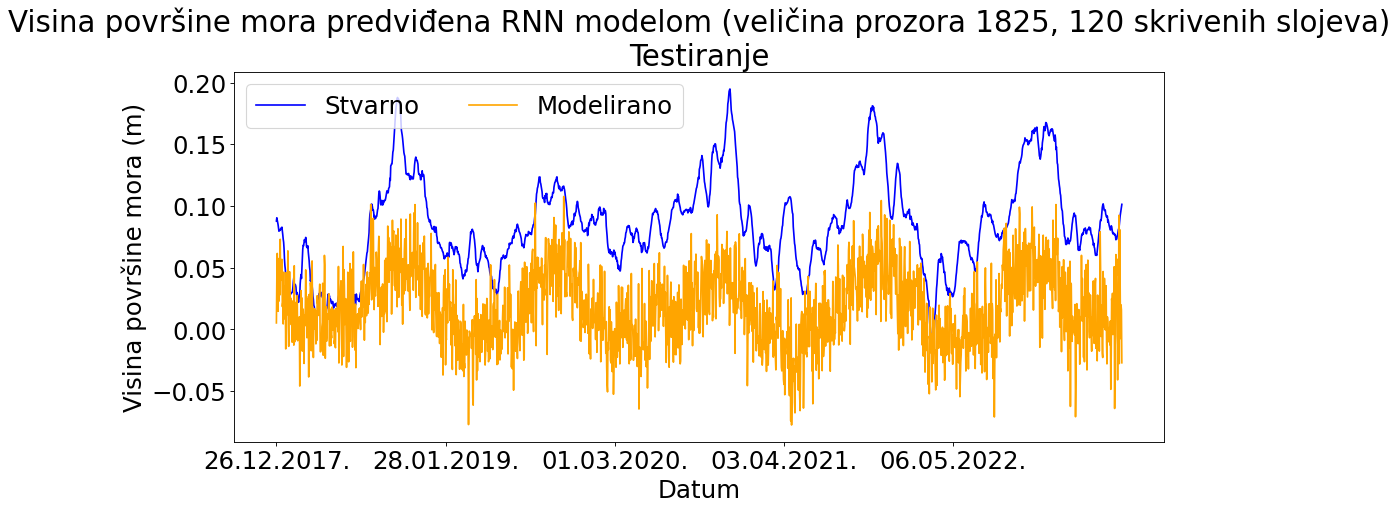 Visina površine mora predviđena RNN modelom (veličina prozora 1825, 120 skrivenih slojeva)
Testiranje
Stvarno
Modelirano
Visina površine mora (m)
0.20
0.15
0.10
0.05
0.00
−0.05
26.12.2017.
28.01.2019.
01.03.2020.
03.04.2021.
06.05.2022.
Datum